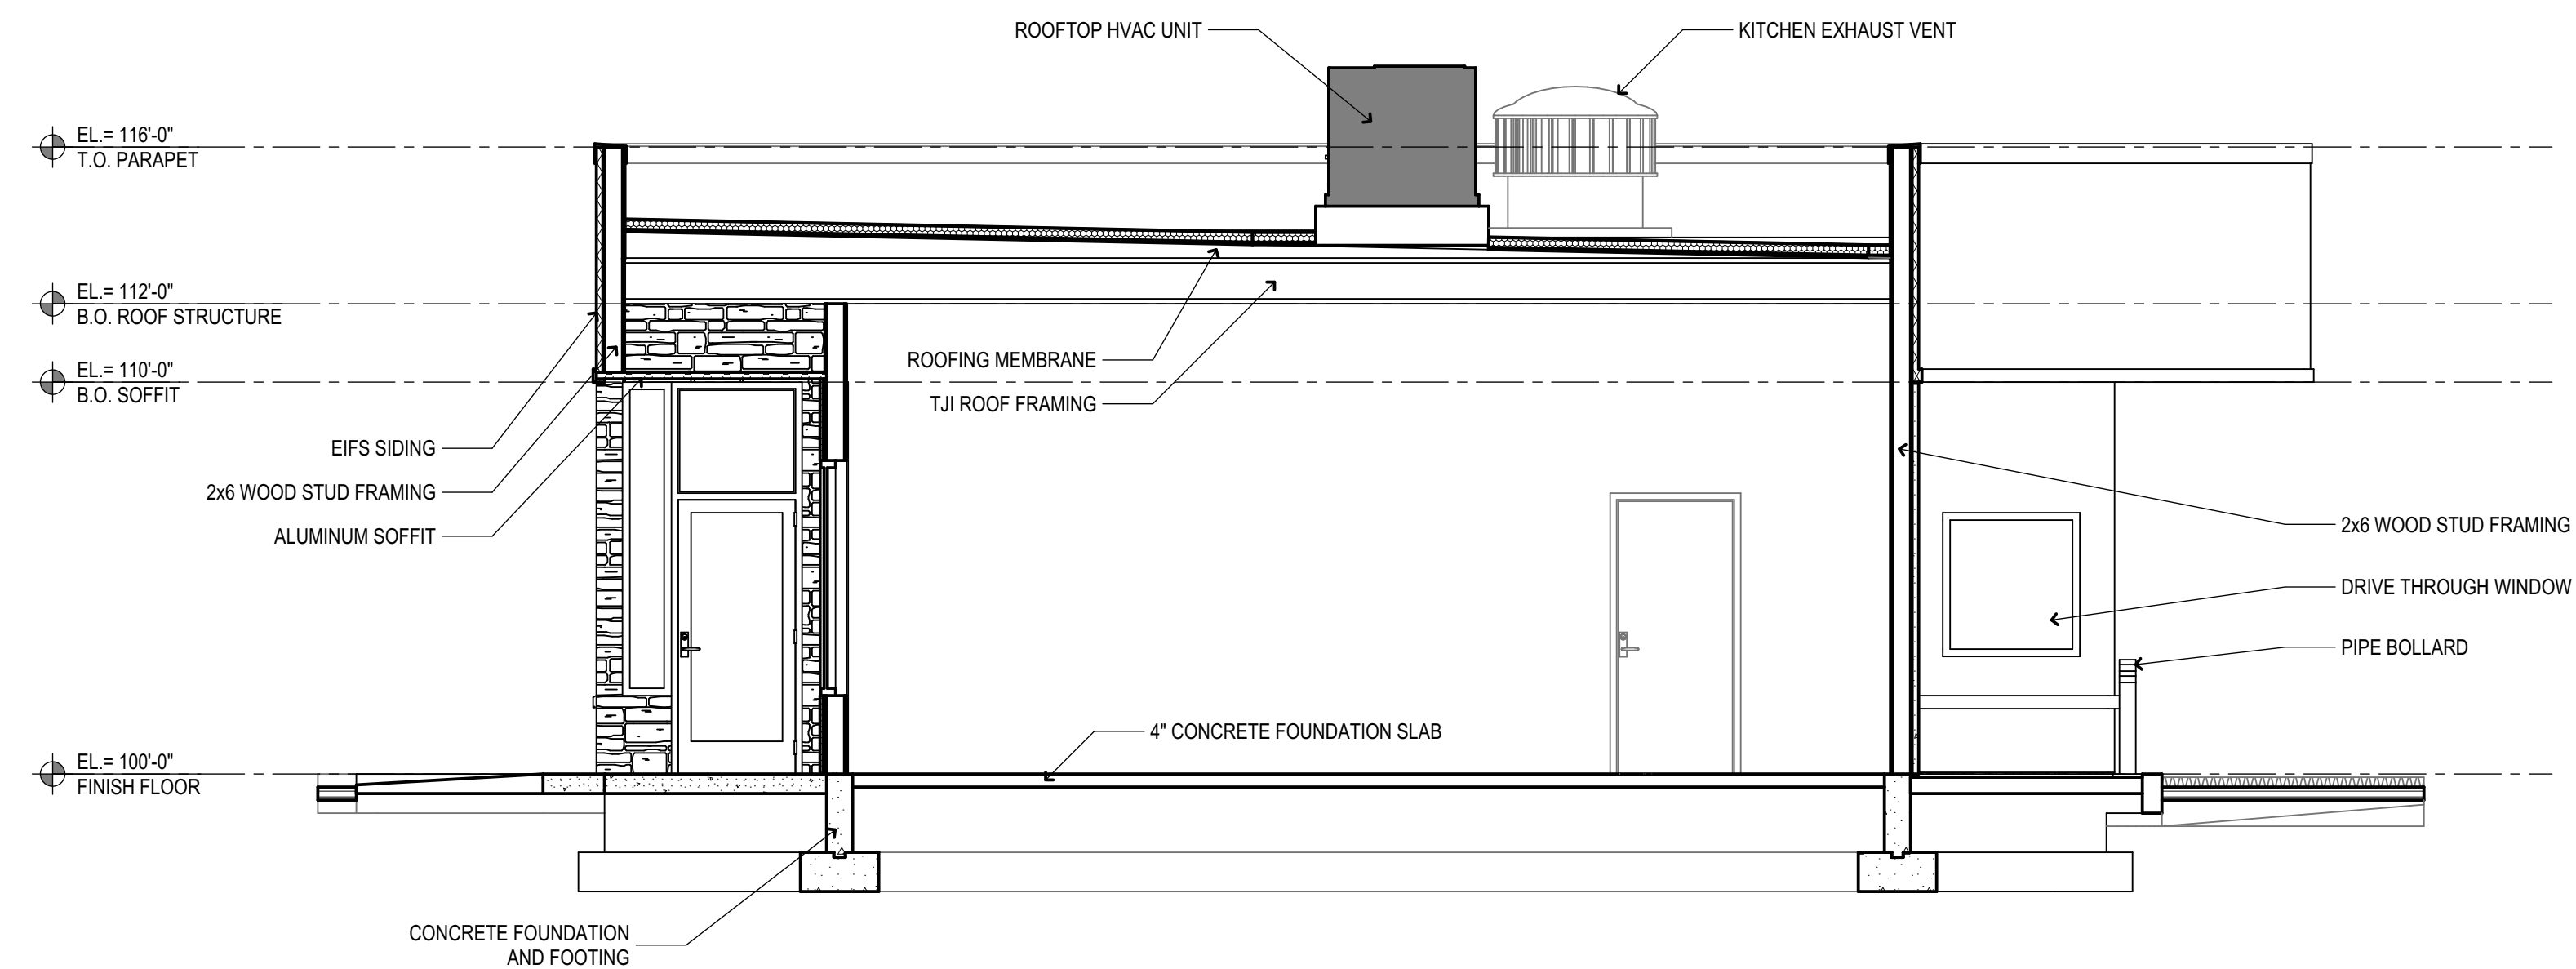 ROOFTOP HVAC UNIT
KITCHEN EXHAUST VENT
EL.= 116'-0"
T.O. PARAPET
EL.= 112'-0"
B.O. ROOF STRUCTURE
EL.= 110'-0"
B.O. SOFFIT
ROOFING MEMBRANE
TJI ROOF FRAMING
EIFS SIDING
2x6 WOOD STUD FRAMING
ALUMINUM SOFFIT
2x6 WOOD STUD FRAMING
DRIVE THROUGH WINDOW
PIPE BOLLARD
4" CONCRETE FOUNDATION SLAB
EL.= 100'-0"
FINISH FLOOR
CONCRETE FOUNDATION
AND FOOTING